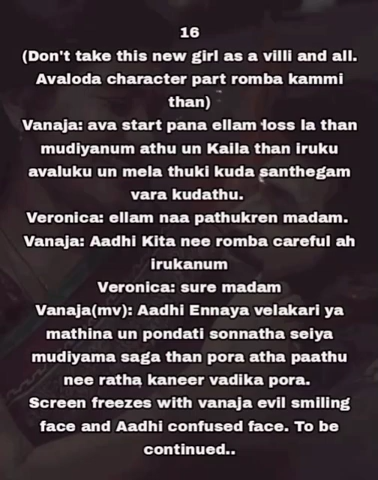 16
(Don't take this new girl as a villi and all.
Avaloda character part romba kammi
than)
Vanaja: ava start pana ellam loss la than
mudiyanum athu un Kaila than iruku
avaluku un mela thuki kuda santhegam
vara kudathu.
Veronica: ellam naa pathukren madam.
Vanaja: Aadhi Kita nee romba careful ah
irukanum
Veronica: sure madam
Vanaja(mv): Aadhi Ennaya velakari ya
mathina un pondati sonnatha seiya
mudiyama saga than pora atha paathu
nee ratha kaneer vadika pora.
Screen freezes with vanaja evil smiling
face and Aadhi confused face. To be
continued..